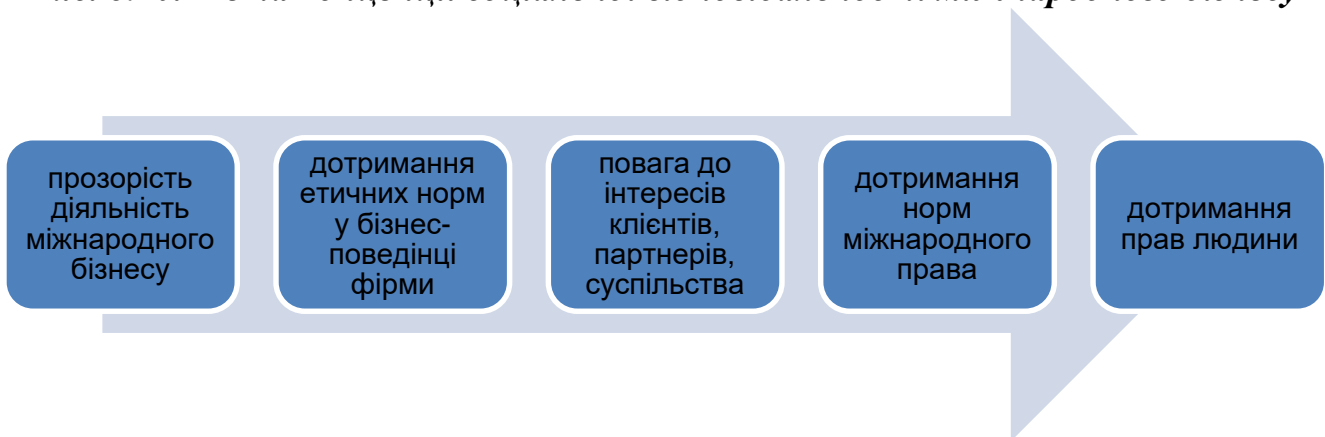 прозорість
діяльність
міжнародного
бізнесу
дотримання
етичних норм
у бізнес-
поведінці
фірми
повага до
інтересів
клієнтів,
партнерів,
суспільства
дотримання
норм
міжнародного
права
дотримання
прав людини